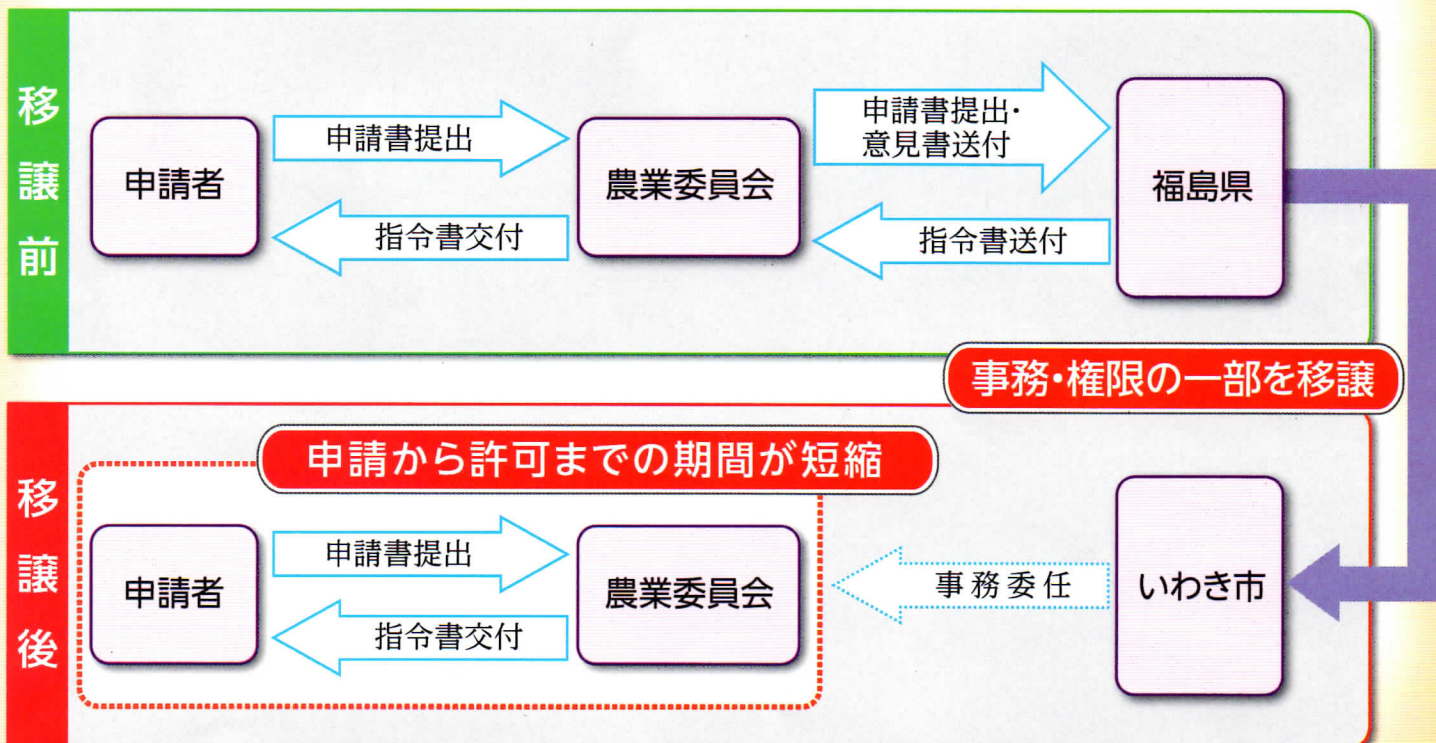 移譲前
申請者
申請書提出
指令書交付
農業委員会
申請書提出・
意見書送付
指令書送付
福島県
事務・権限の一部を移譲
移譲後
申請から許可までの期間が短縮
申請者
申請書提出
指令書交付
農業委員会
事務委任
いわき市